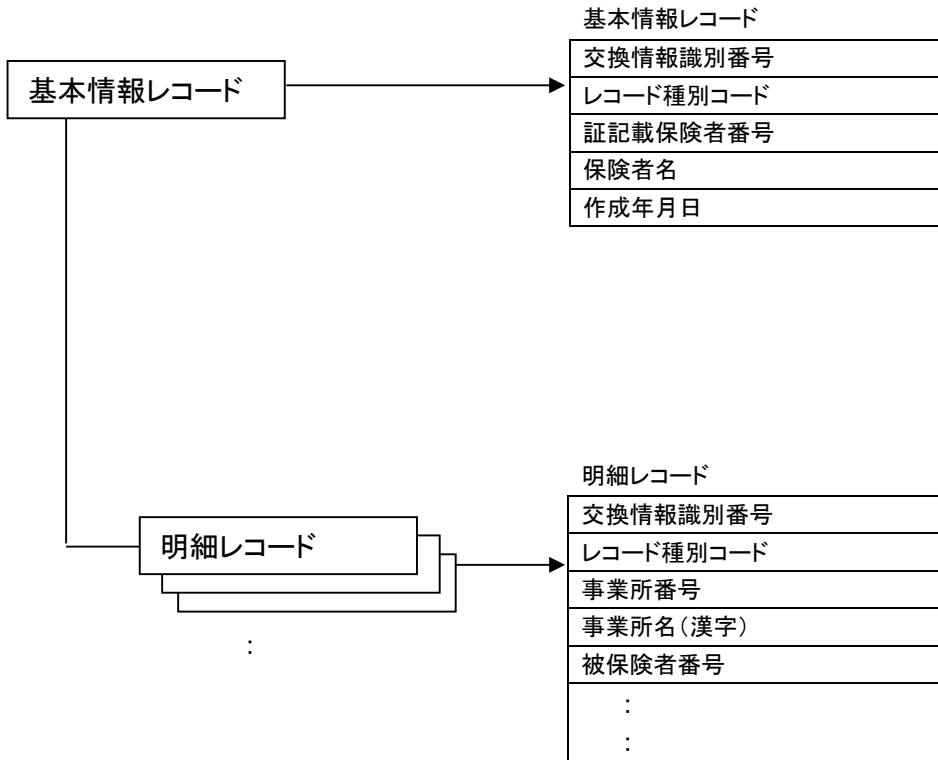 基本情報レコード
基本情報レコード
交換情報識別番号
レコード種別コード
証記載保険者番号
保険者名
作成年月日
明細レコード
明細レコード
交換情報識別番号
レコード種別コード
事業所番号
事業所名(漢字)
被保険者番号
:
:
: